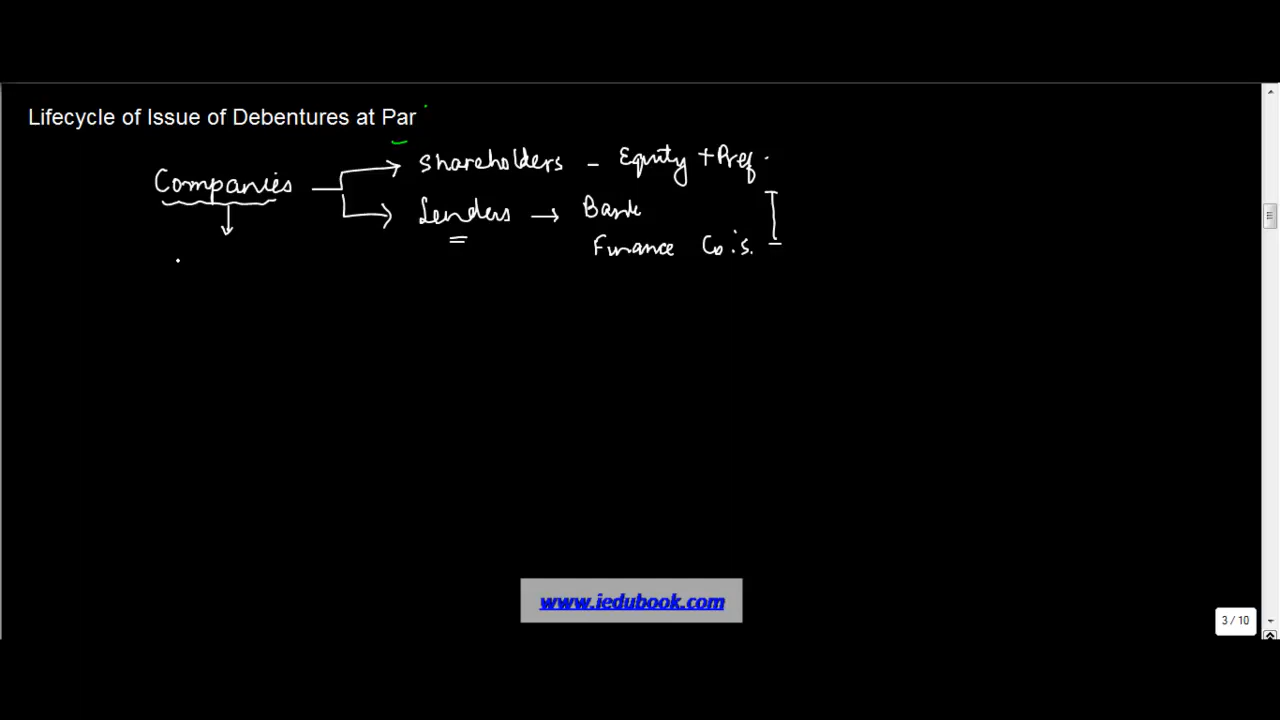 Lifecycle of Issue of Debentures at Par
Companies → Shareholders - Equity + Pref.
Lenders → Bank
Finance Co's.
www.iedubook.com
3 / 10